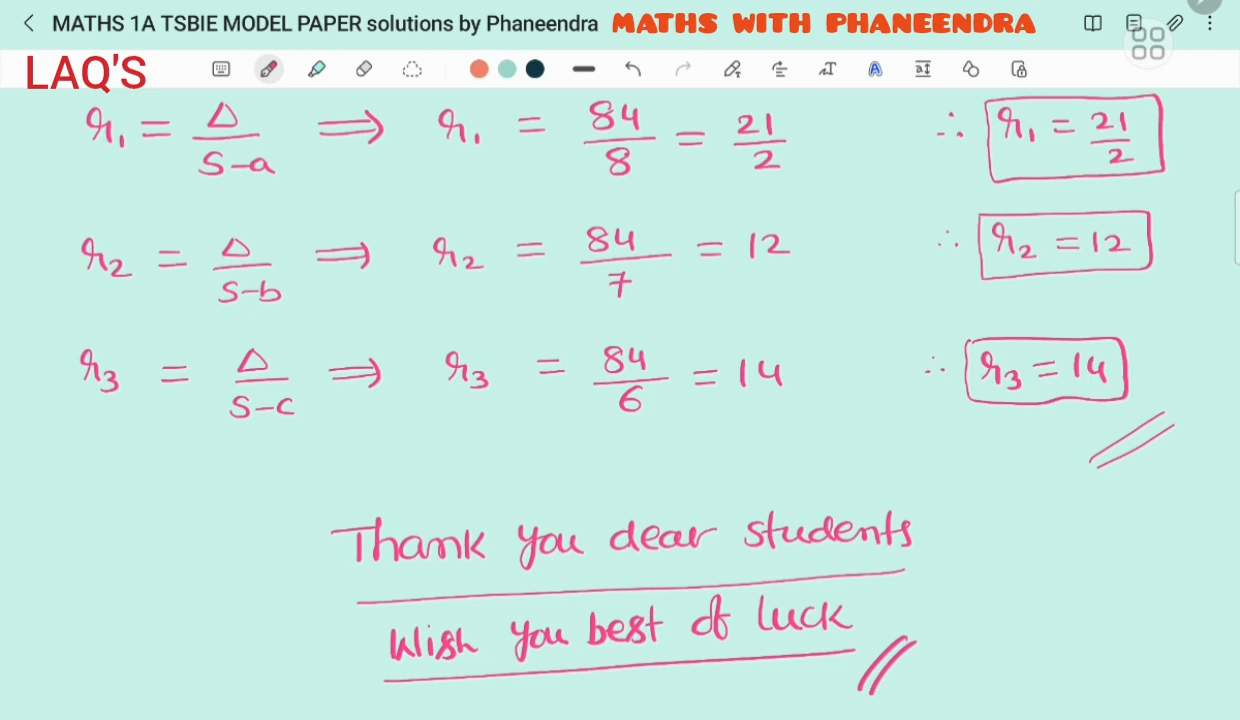 MATHS 1A TSBIE MODEL PAPER solutions by Phaneendra MATHS WITH PHANEENDRA
LAQ'S
r₁ = Δ/(s-a) ⟹ r₁ = 84/8 = 21/2 ∴ r₁ = 21/2
r₂ = Δ/(s-b) ⟹ r₂ = 84/7 = 12 ∴ r₂ = 12
r₃ = Δ/(s-c) ⟹ r₃ = 84/6 = 14 ∴ r₃ = 14
Thank you dear students
Wish you best of luck